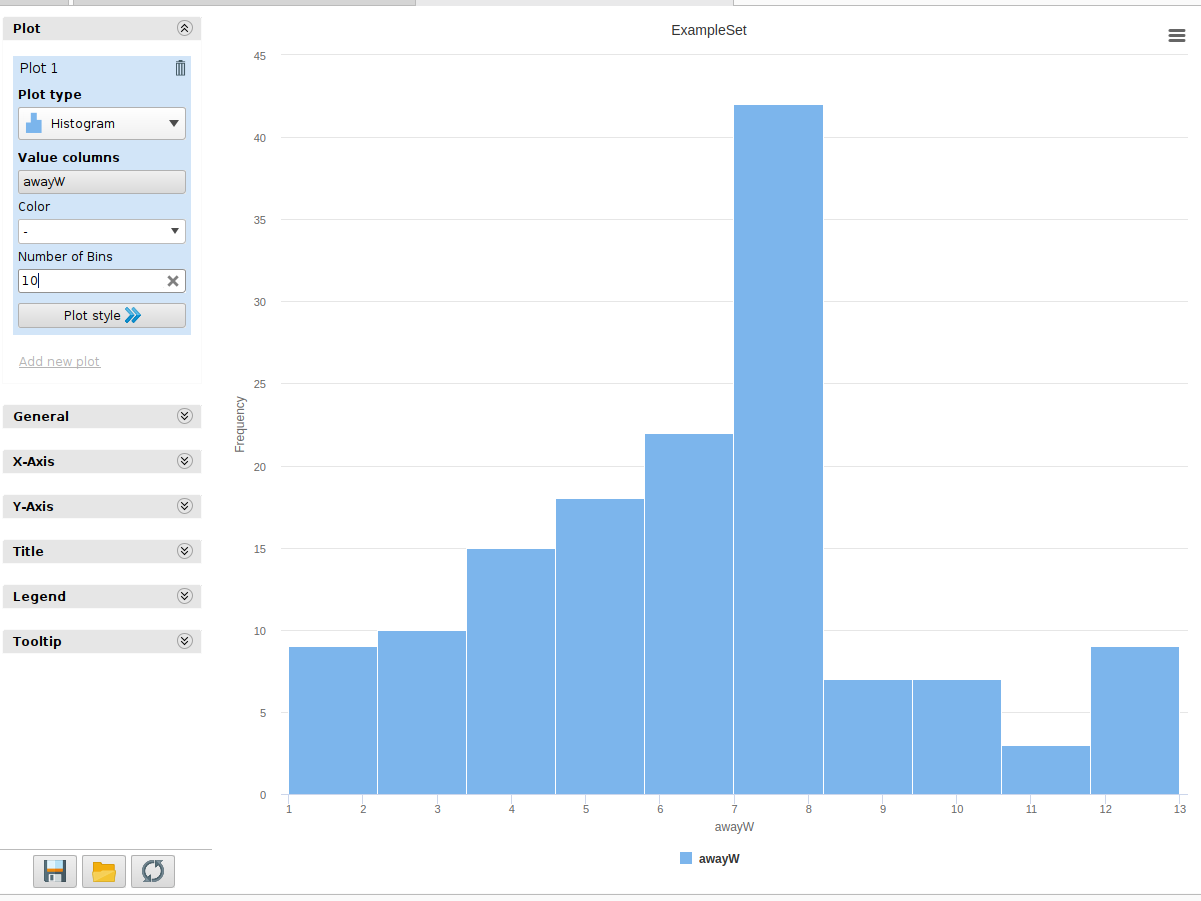 Plot
Plot 1
Plot type
Histogram
Value columns
awayW
Color
-
Number of Bins
10
Plot style
Add new plot
General
X-Axis
Y-Axis
Title
Legend
Tooltip
ExampleSet
45
40
35
30
25
20
15
10
5
0
Frequency
1 2 3 4 5 6 7 8 9 10 11 12 13
awayW
awayW